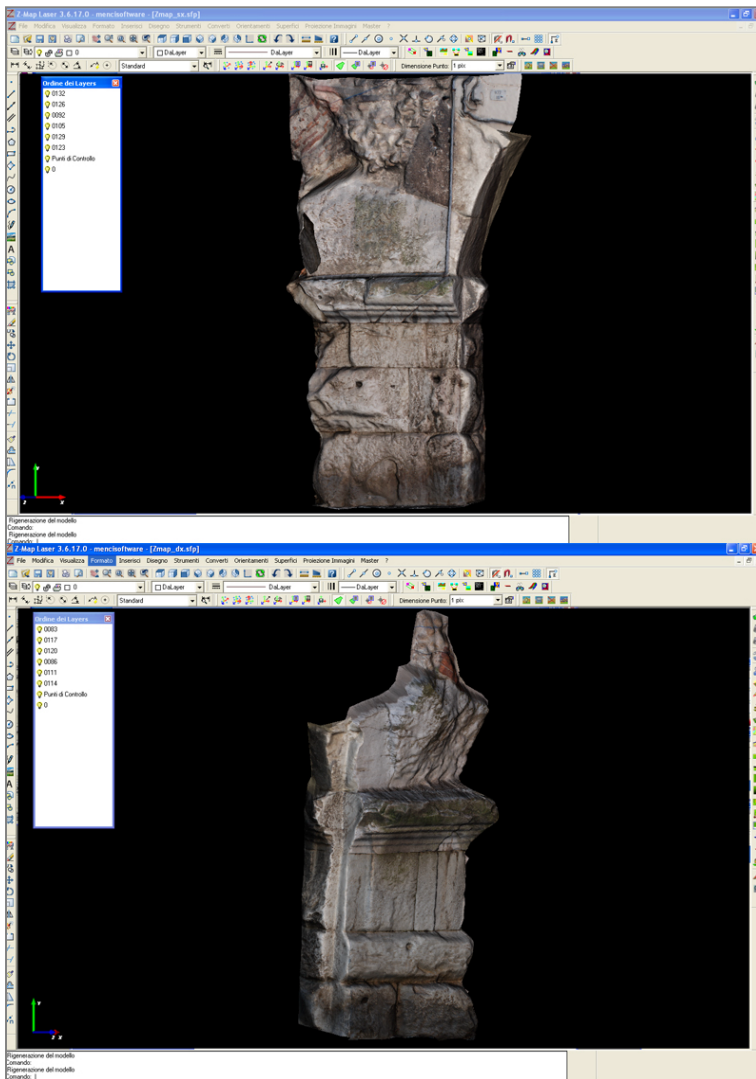 Z-Map Laser 3.6.17.0 - mencisoftware - [Zmap_sx.sfp]
File Modifica Visualizza Formato Inserisci Disegno Strumenti Converti Orientamenti Superfici Proiezione Immagini Master ?
0 DaLayer DaLayer DaLayer
Standard Dimensione Punto: 1 pix
Ordine dei Layers
0132
0126
0092
0105
0129
0123
Punti di Controllo
0
Y
Z X
Rigenerazione del modello
Comando:
Rigenerazione del modello
Comando:
Z-Map Laser 3.6.17.0 - mencisoftware - [Zmap_dx.sfp]
File Modifica Visualizza Formato Inserisci Disegno Strumenti Converti Orientamenti Superfici Proiezione Immagini Master ?
0 DaLayer DaLayer DaLayer
Standard Dimensione Punto: 1 pix
Ordine dei Layers
0083
0117
0120
0086
0111
0114
Punti di Controllo
0
Y
Z X
Rigenerazione del modello
Comando:
Rigenerazione del modello
Comando: